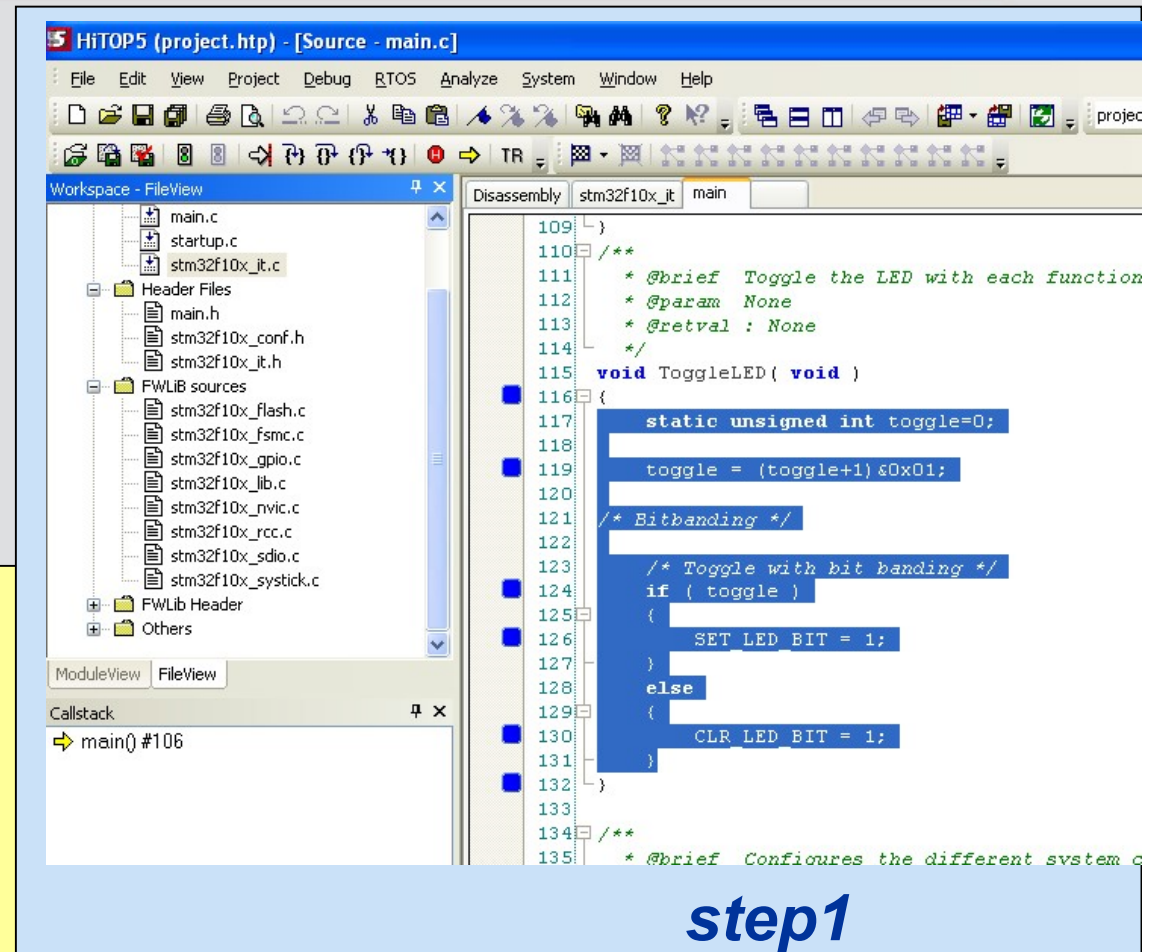 HiTOP5 (project.htp) - [Source - main.c]
File Edit View Project Debug RTOS Analyze System Window Help
projec
TR
Workspace - FileView
main.c
startup.c
stm32f10x_it.c
Header Files
main.h
stm32f10x_conf.h
stm32f10x_it.h
FWLiB sources
stm32f10x_flash.c
stm32f10x_fsmc.c
stm32f10x_gpio.c
stm32f10x_lib.c
stm32f10x_nvic.c
stm32f10x_rcc.c
stm32f10x_sdio.c
stm32f10x_systick.c
FWLib Header
Others
ModuleView FileView
Callstack
main() #106
Disassembly stm32f10x_it main
109 }
110 /**
111 * @brief Toggle the LED with each function
112 * @param None
113 * @retval : None
114 */
115 void ToggleLED( void )
116 {
117 static unsigned int toggle=0;
118
119 toggle = (toggle+1)&0x01;
120
121 /* Bitbanding */
122
123 /* Toggle with bit banding */
124 if ( toggle )
125 {
126 SET_LED_BIT = 1;
127 }
128 else
129 {
130 CLR_LED_BIT = 1;
131 }
132 }
133
134 /**
135 * @brief Configures the different system c
step1